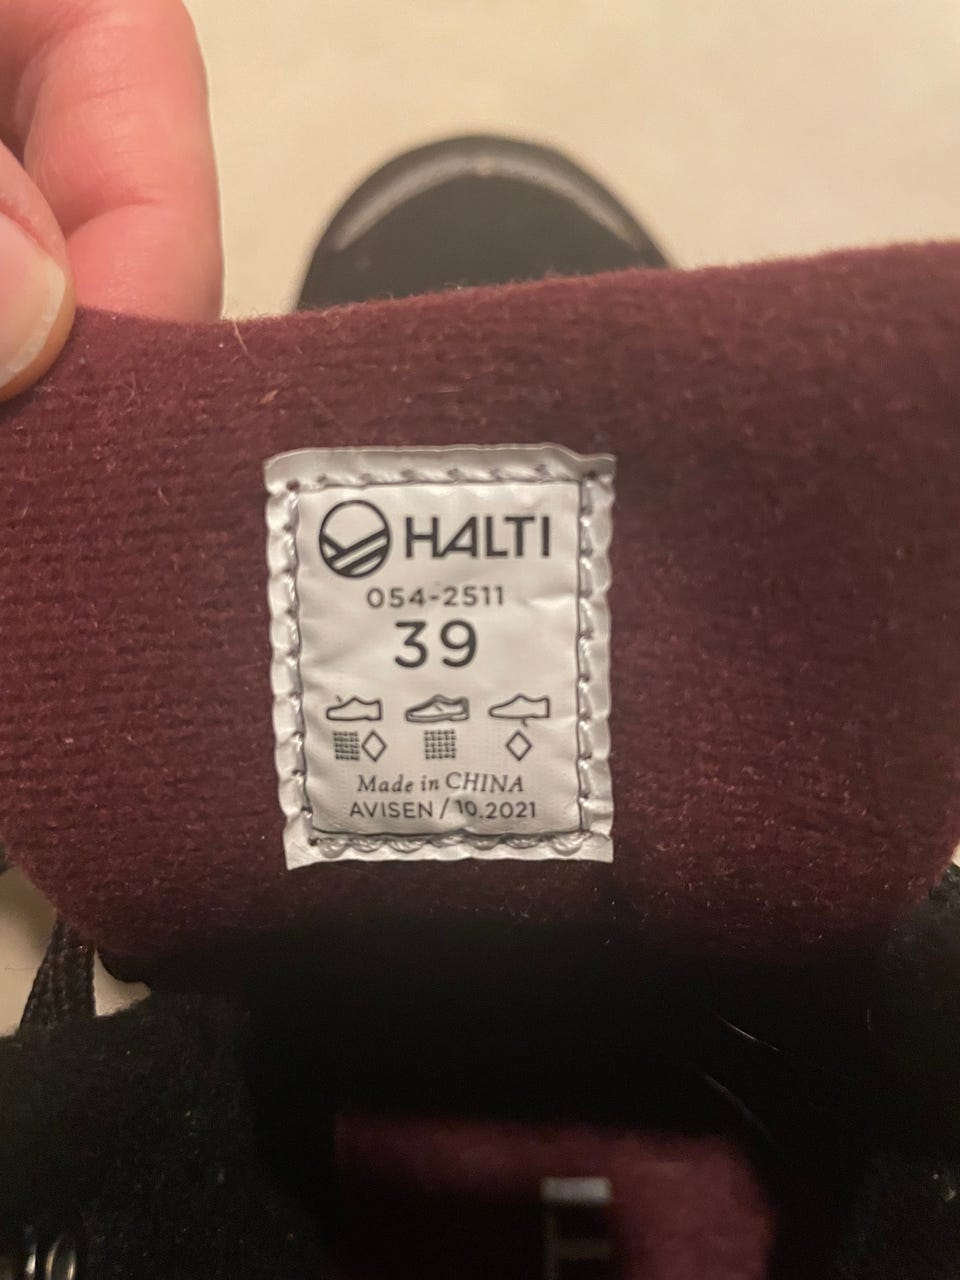 HALTI
054-2511
39
Made in CHINA
AVISEN / 10.2021